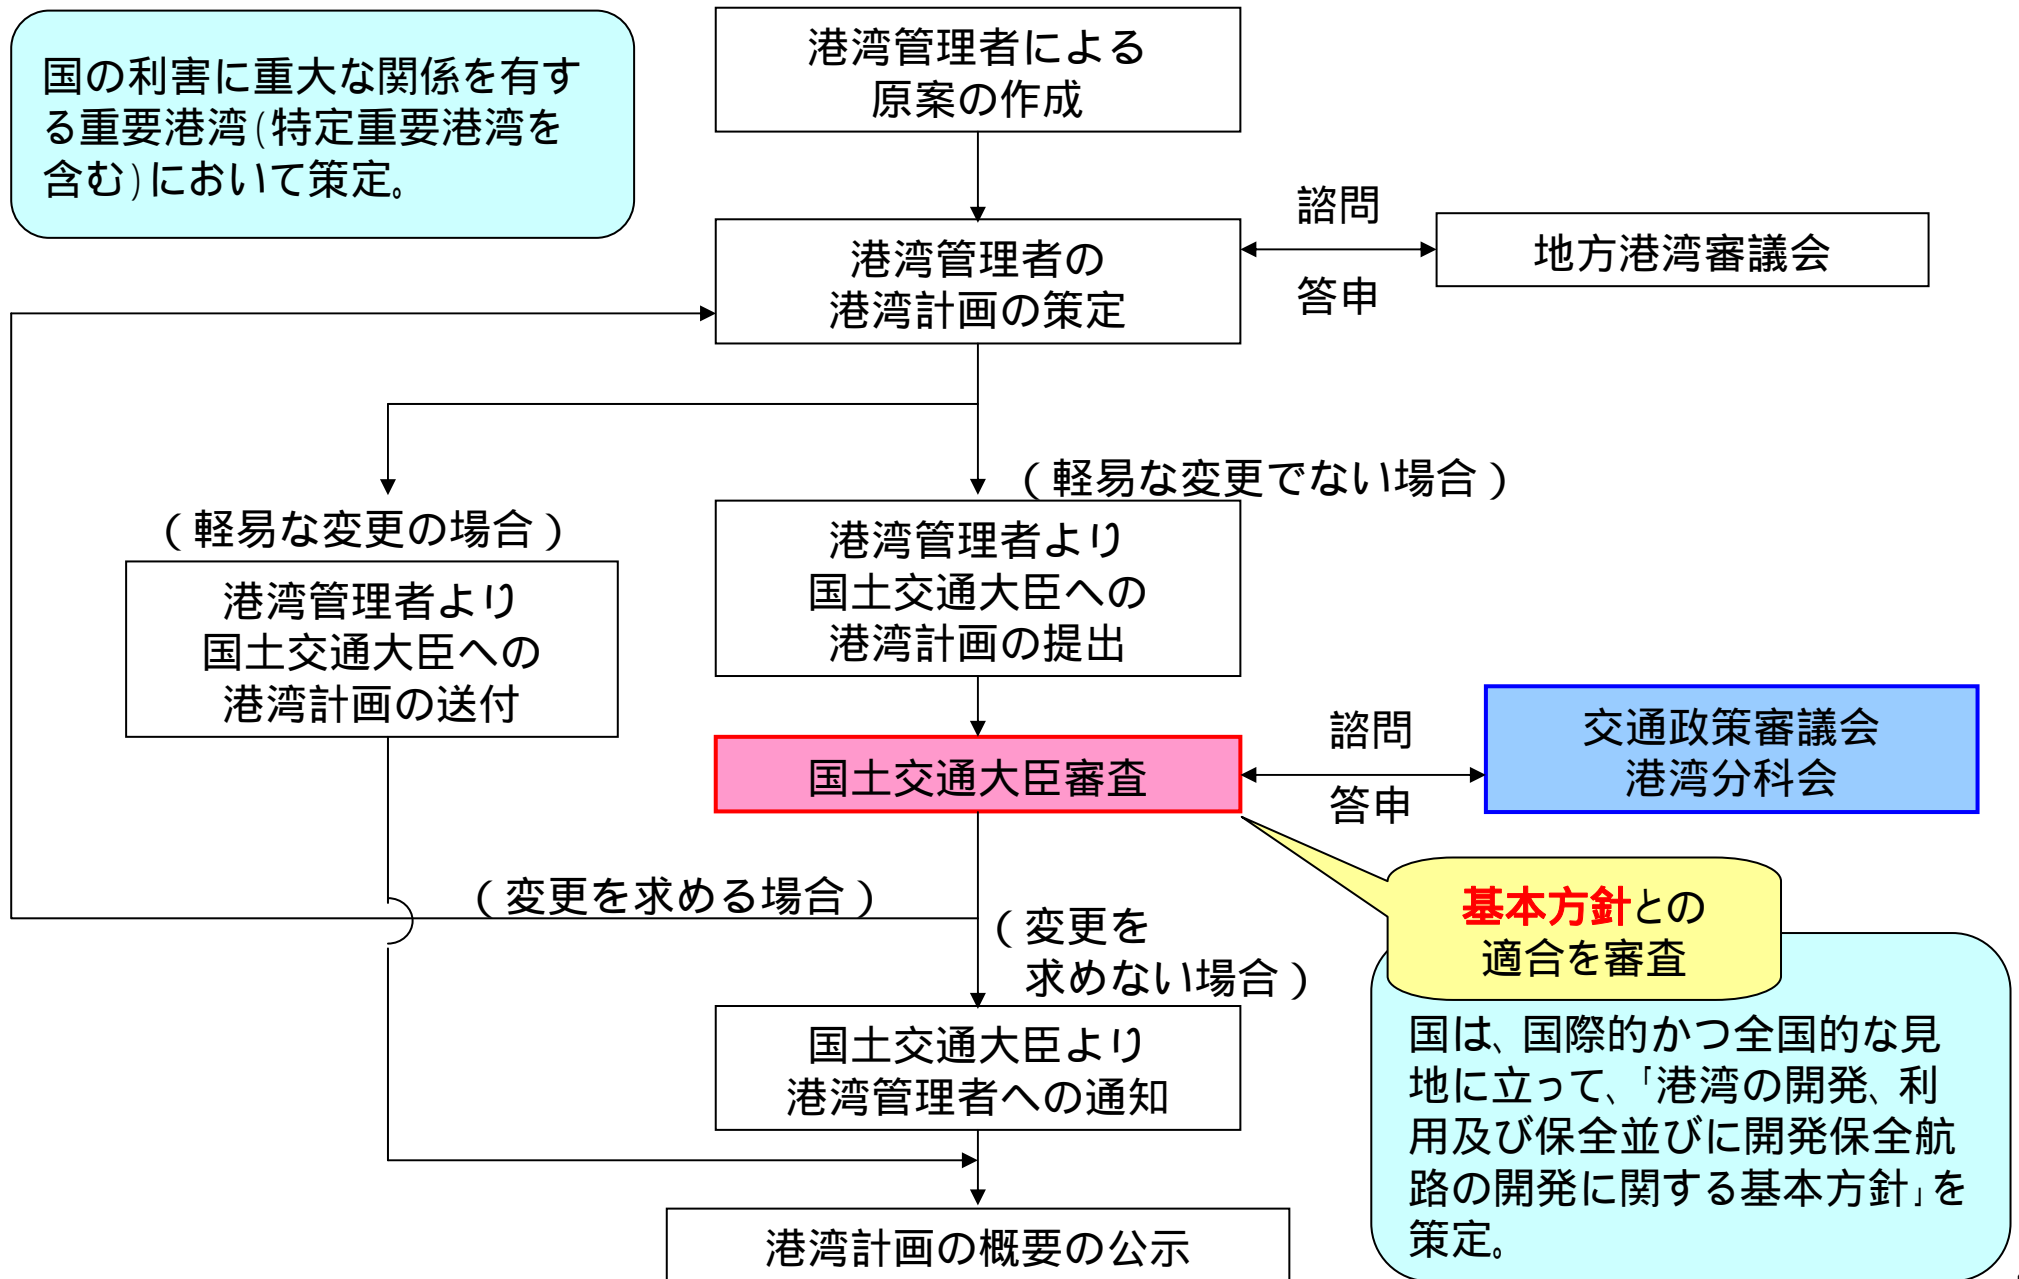 国の利害に重大な関係を有す
る重要港湾(特定重要港湾を
含む)において策定。
港湾管理者による
原案の作成
港湾管理者の
港湾計画の策定
諮問
答申
地方港湾審議会
(軽易な変更の場合)
港湾管理者より
国土交通大臣への
港湾計画の送付
(軽易な変更でない場合)
港湾管理者より
国土交通大臣への
港湾計画の提出
国土交通大臣審査
諮問
答申
交通政策審議会
港湾分科会
(変更を求める場合)
(変更を
求めない場合)
基本方針との
適合を審査
国土交通大臣より
港湾管理者への通知
国は、国際的かつ全国的な見
地に立って、「港湾の開発、利
用及び保全並びに開発保全航
路の開発に関する基本方針」を
策定。
港湾計画の概要の公示